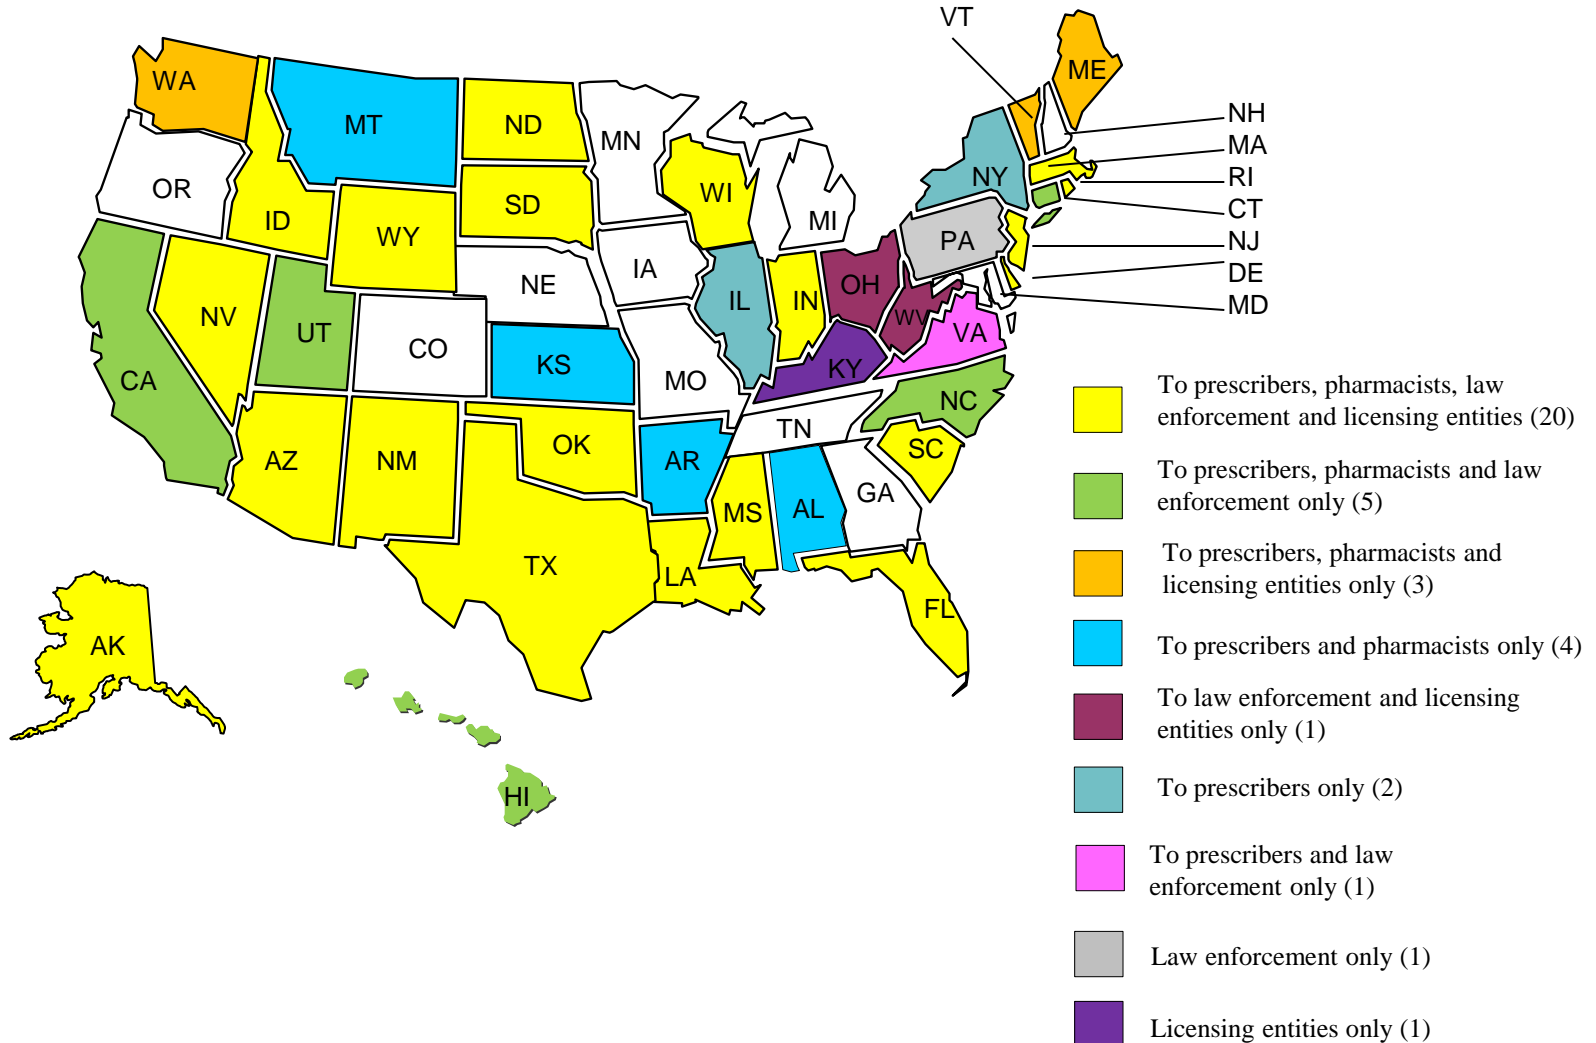 VT
WA
ME
MT
ND
MN
NH
MA
OR
ID
SD
WI
NY
RI
CT
WY
MI
PA
NJ
DE
MD
NE
IA
IL
IN
OH
WV
VA
NV
UT
CO
KS
MO
KY
CA
NC
TN
SC
AZ
NM
OK
AR
MS
AL
GA
TX
LA
FL
AK
HI
To prescribers, pharmacists, law
enforcement and licensing entities (20)
To prescribers, pharmacists and law
enforcement only (5)
To prescribers, pharmacists and
licensing entities only (3)
To prescribers and pharmacists only (4)
To law enforcement and licensing
entities only (1)
To prescribers only (2)
To prescribers and law
enforcement only (1)
Law enforcement only (1)
Licensing entities only (1)